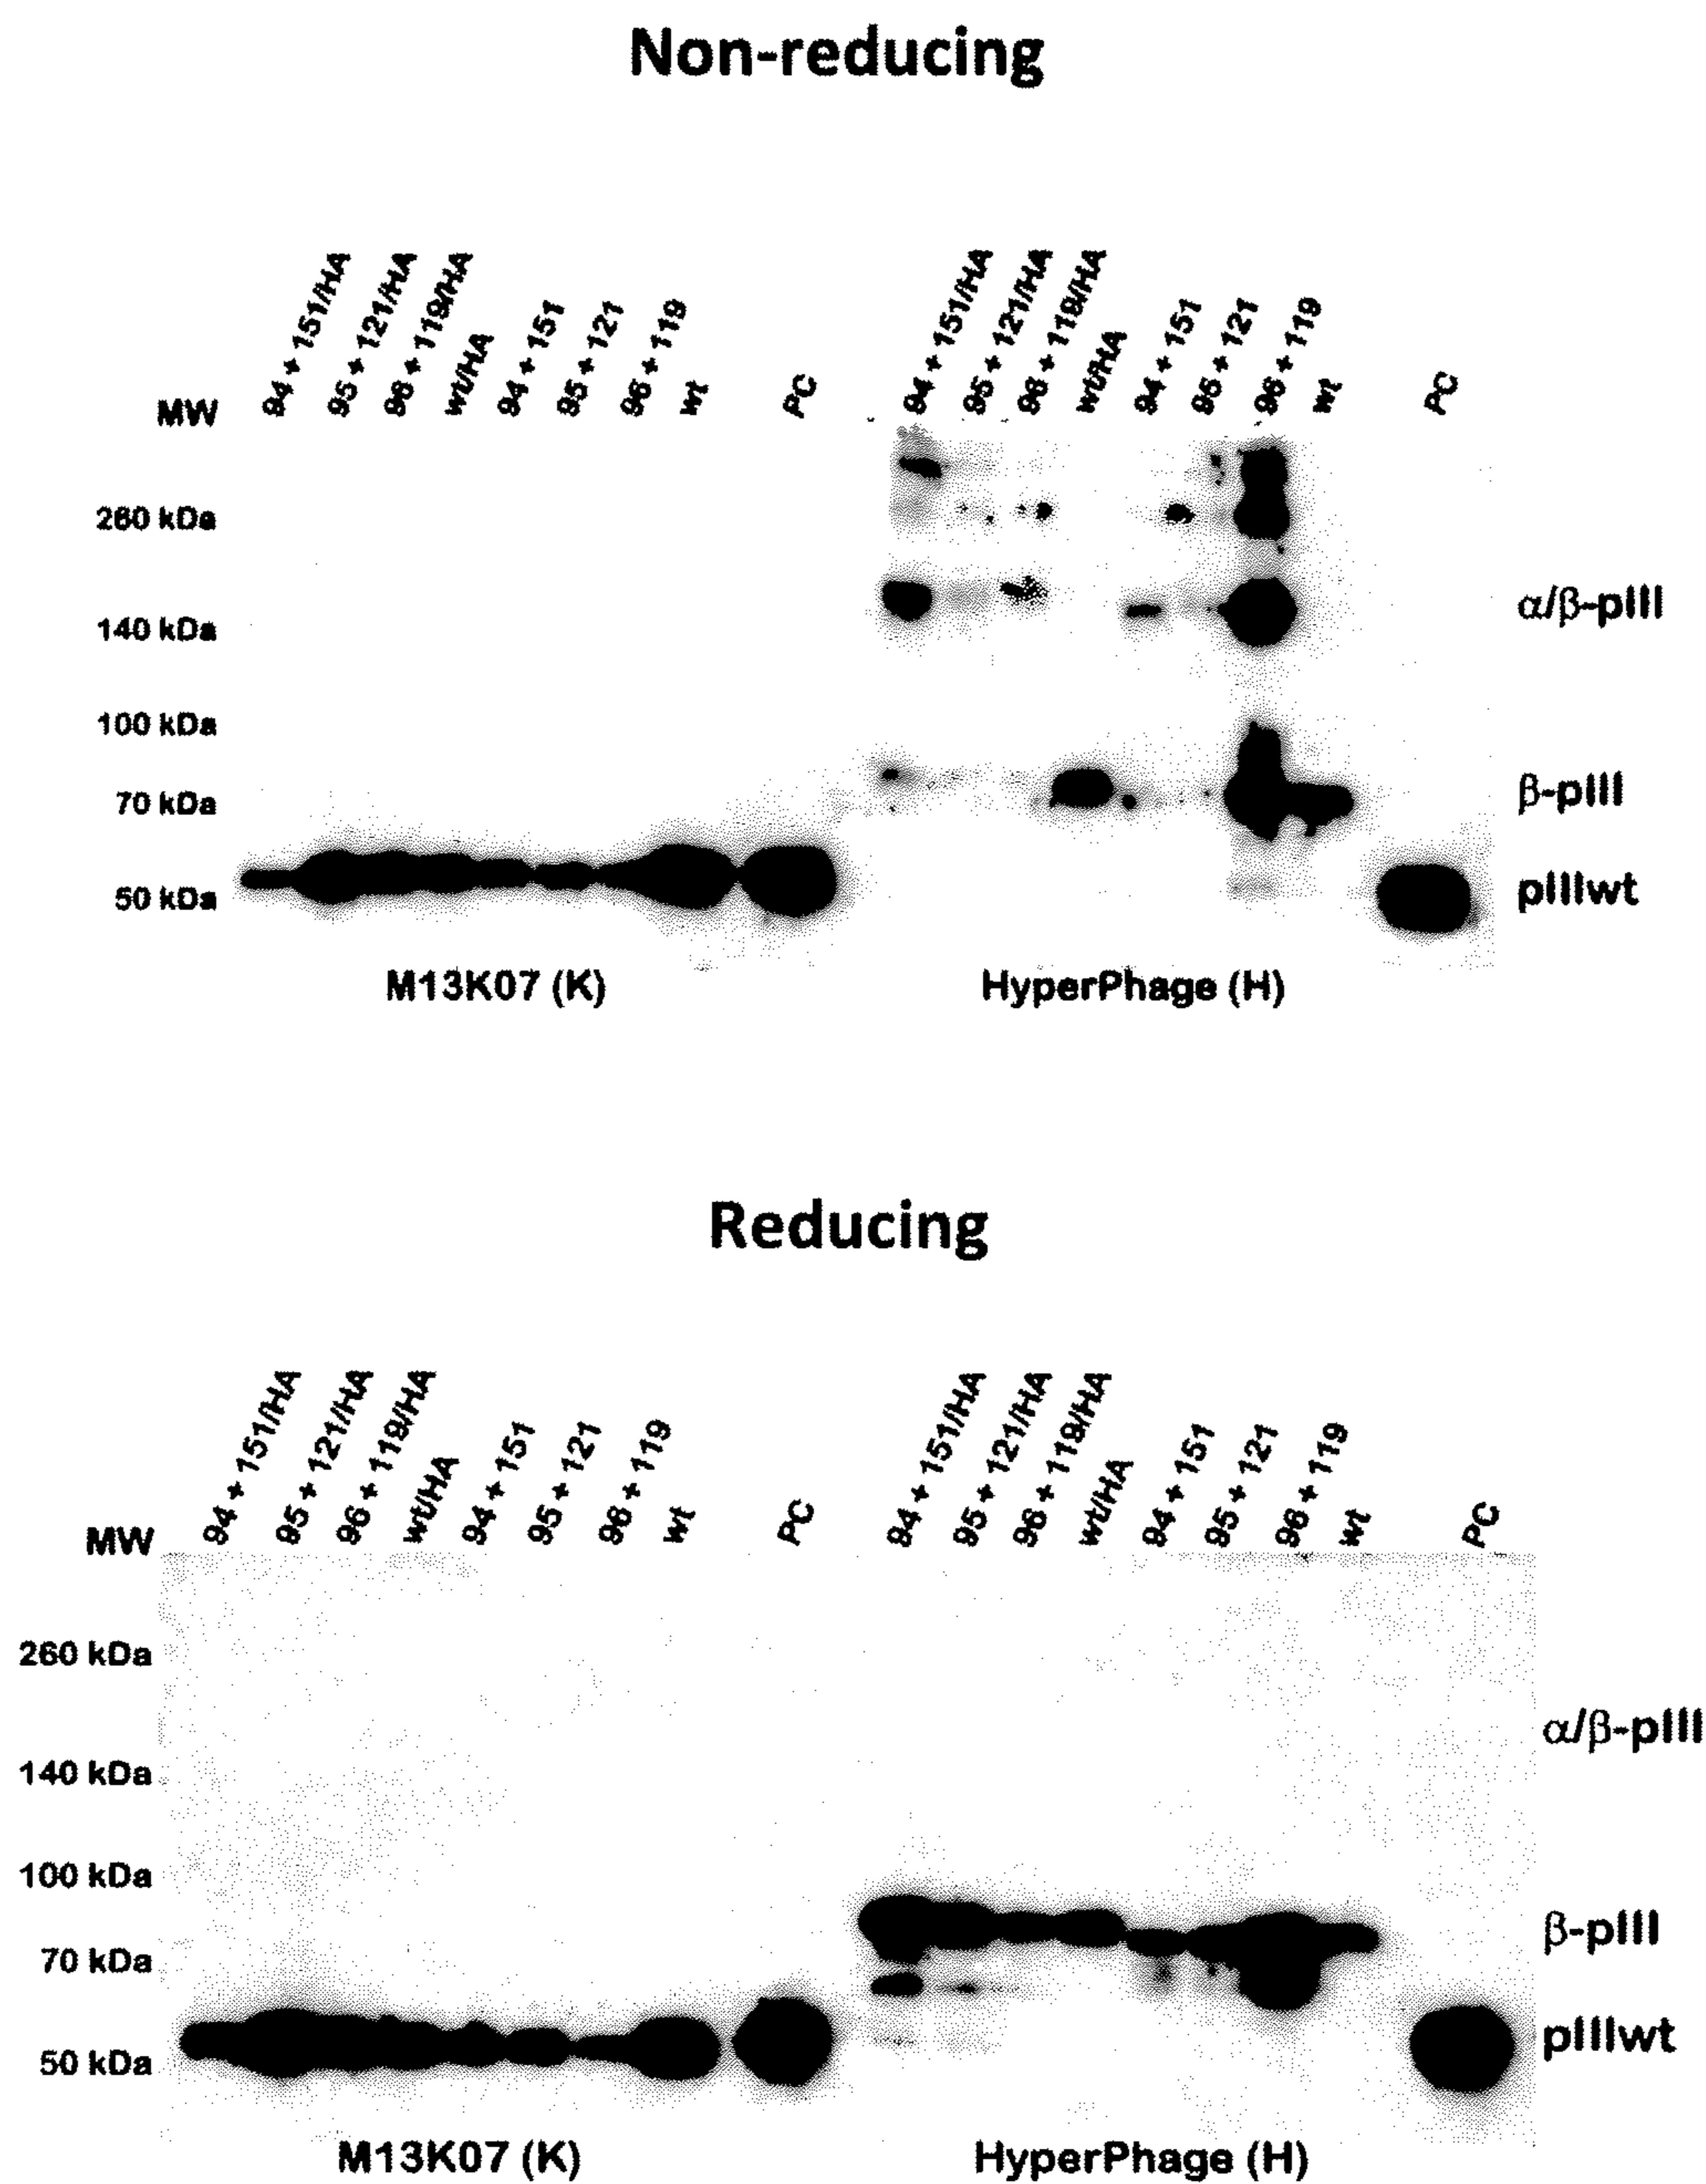 Non-reducing
MW 94 + 151/HA 95 + 121/HA 96 + 119/HA wt/HA 94 + 151 95 + 121 96 + 119 wt PC 94 + 151/HA 95 + 121/HA 96 + 119/HA wt/HA 94 + 151 95 + 121 96 + 119 wt PC
260 kDa
140 kDa α/β-pIII
100 kDa
70 kDa β-pIII
50 kDa pIIIwt
M13K07 (K) HyperPhage (H)
Reducing
MW 94 + 151/HA 95 + 121/HA 96 + 119/HA wt/HA 94 + 151 95 + 121 96 + 119 wt PC 94 + 151/HA 95 + 121/HA 96 + 119/HA wt/HA 94 + 151 95 + 121 96 + 119 wt PC
260 kDa
α/β-pIII
140 kDa
100 kDa
β-pIII
70 kDa
pIIIwt
50 kDa
M13K07 (K) HyperPhage (H)